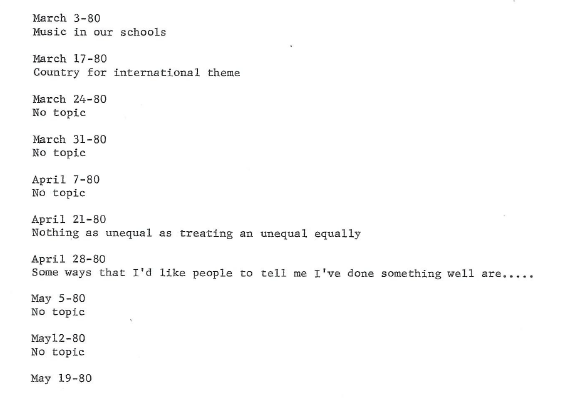 March 3-80
Music in our schools
March 17-80
Country for international theme
March 24-80
No topic
March 31-80
No topic
April 7-80
No topic
April 21-80
Nothing as unequal as treating an unequal equally
April 28-80
Some ways that I'd like people to tell me I've done something well are.....
May 5-80
No topic
May12-80
No topic
May 19-80